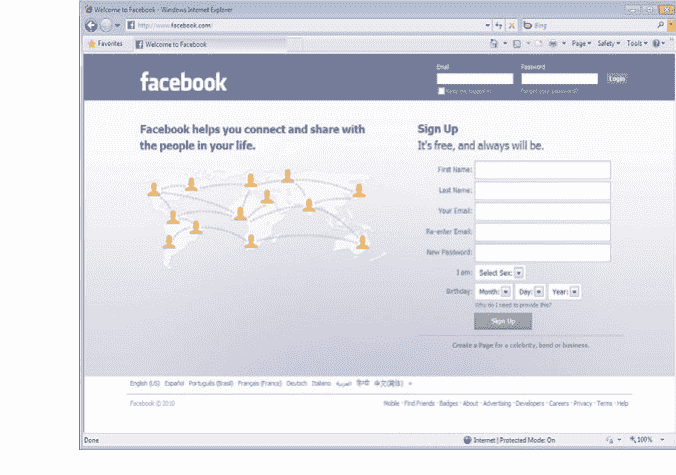 Welcome to Facebook - Windows Internet Explorer
http://www.facebook.com/
Bing
Favorites
Welcome to Facebook
Page Safety Tools
facebook
Email
Password
Keep me logged in
Forgot your password?
Login
Facebook helps you connect and share with
the people in your life.
Sign Up
It's free, and always will be.
First Name:
Last Name:
Your Email:
Re-enter Email:
New Password:
I am: Select Sex:
Birthday: Month: Day: Year:
Why do I need to provide this?
Sign Up
Create a Page for a celebrity, band or business.
English (US) Español Português (Brasil) Français (France) Deutsch Italiano العربية हिन्दी 中文(简体) »
Facebook © 2010
Mobile · Find Friends · Badges · About · Advertising · Developers · Careers · Privacy · Terms · Help
Done
Internet | Protected Mode: On
100%